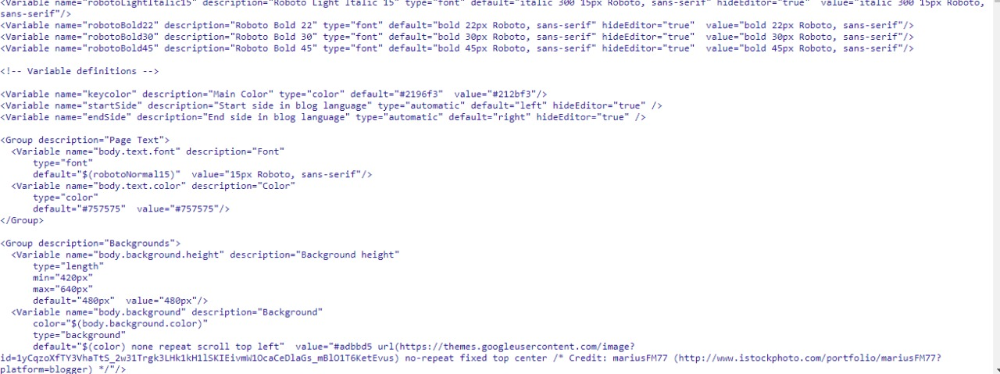 <Variable name="robotoLightItalic15" description="Roboto Light Italic 15" type="font" default="italic 300 15px Roboto, sans-serif" hideEditor="true"  value="italic 300 15px Roboto,
sans-serif"/>
<Variable name="robotoBold22" description="Roboto Bold 22" type="font" default="bold 22px Roboto, sans-serif" hideEditor="true"  value="bold 22px Roboto, sans-serif"/>
<Variable name="robotoBold30" description="Roboto Bold 30" type="font" default="bold 30px Roboto, sans-serif" hideEditor="true"  value="bold 30px Roboto, sans-serif"/>
<Variable name="robotoBold45" description="Roboto Bold 45" type="font" default="bold 45px Roboto, sans-serif" hideEditor="true"  value="bold 45px Roboto, sans-serif"/>
<!-- Variable definitions -->
<Variable name="keycolor" description="Main Color" type="color" default="#2196f3"  value="#212bf3"/>
<Variable name="startSide" description="Start side in blog language" type="automatic" default="left" hideEditor="true" />
<Variable name="endSide" description="End side in blog language" type="automatic" default="right" hideEditor="true" />
<Group description="Page Text">
<Variable name="body.text.font" description="Font"
type="font"
default="$(robotoNormal15)"  value="15px Roboto, sans-serif"/>
<Variable name="body.text.color" description="Color"
type="color"
default="#757575"  value="#757575"/>
</Group>
<Group description="Backgrounds">
<Variable name="body.background.height" description="Background height"
type="length"
min="420px"
max="640px"
default="480px"  value="480px"/>
<Variable name="body.background" description="Background"
color="$(body.background.color)"
type="background"
default="$(color) none repeat scroll top left"  value="#adbbd5 url(https://themes.googleusercontent.com/image?
id=1yCqzoXfTY3VhaTtS_2w31Trgk3LHk1kH1lSKIEivmW1OcaCeDlaGs_mBlO1T6KetEvus) no-repeat fixed top center /* Credit: mariusFM77 (http://www.istockphoto.com/portfolio/mariusFM77?
platform=blogger) */"/>